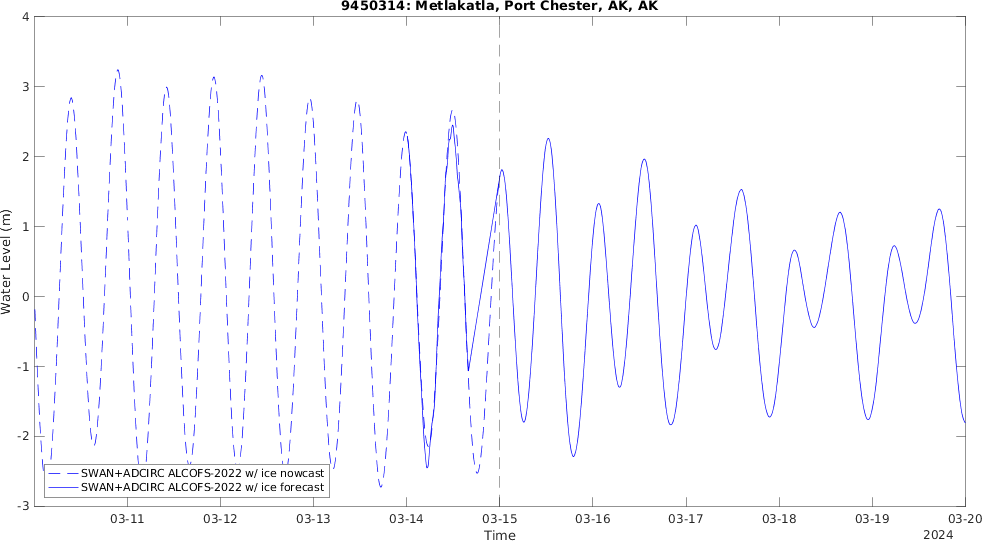 9450314: Metlakatla, Port Chester, AK, AK
Water Level (m)
4
3
2
1
0
-1
-2
-3
SWAN+ADCIRC ALCOFS-2022 w/ ice nowcast
SWAN+ADCIRC ALCOFS-2022 w/ ice forecast
03-11 03-12 03-13 03-14 03-15 03-16 03-17 03-18 03-19 03-20
Time
2024